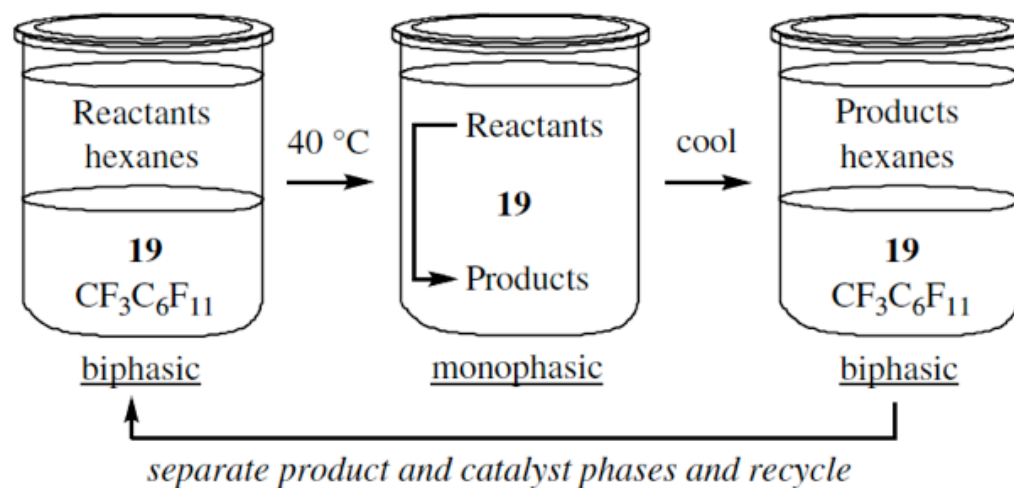 Reactants
hexanes
19
CF₃C₆F₁₁
biphasic
40 °C
Reactants
19
Products
monophasic
cool
Products
hexanes
19
CF₃C₆F₁₁
biphasic
separate product and catalyst phases and recycle